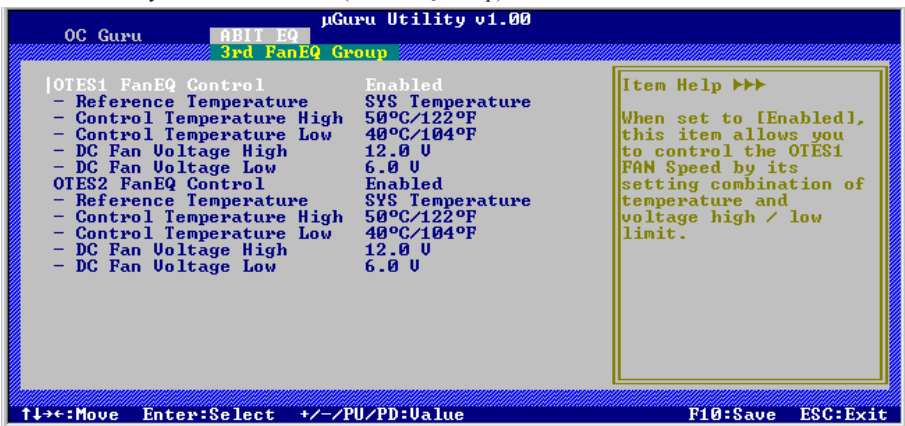 µGuru Utility v1.00
OC Guru ABIT EQ
3rd FanEQ Group
OTES1 FanEQ Control Enabled
- Reference Temperature SYS Temperature
- Control Temperature High 50ºC/122ºF
- Control Temperature Low 40ºC/104ºF
- DC Fan Voltage High 12.0 V
- DC Fan Voltage Low 6.0 V
OTES2 FanEQ Control Enabled
- Reference Temperature SYS Temperature
- Control Temperature High 50ºC/122ºF
- Control Temperature Low 40ºC/104ºF
- DC Fan Voltage High 12.0 V
- DC Fan Voltage Low 6.0 V
Item Help ►►►
When set to [Enabled],
this item allows you
to control the OTES1
FAN Speed by its
setting combination of
temperature and
voltage high / low
limit.
↑↓→←:Move Enter:Select +/-/PU/PD:Value F10:Save ESC:Exit